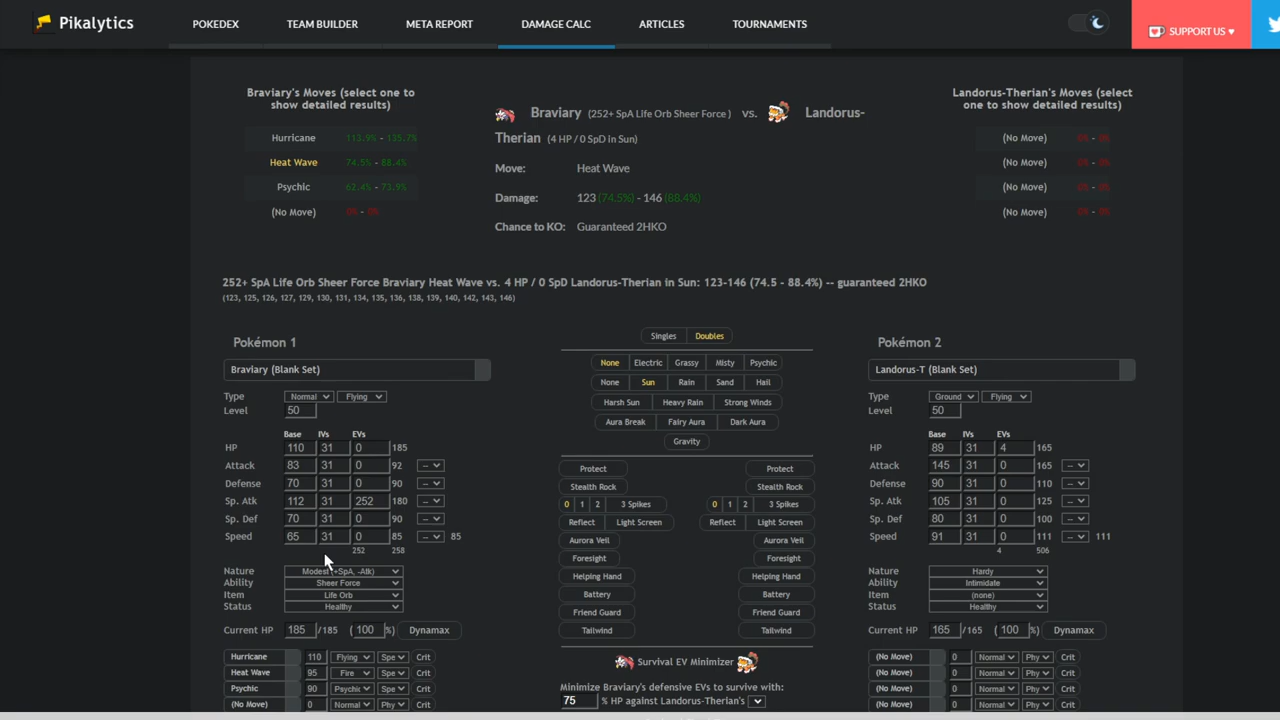 Pikalytics POKEDEX TEAM BUILDER META REPORT DAMAGE CALC ARTICLES TOURNAMENTS SUPPORT US ♥
Braviary's Moves (select one to
show detailed results)
Hurricane 113.9% - 135.7%
Heat Wave 74.5% - 88.4%
Psychic 62.4% - 73.9%
(No Move) 0% - 0%
Braviary (252+ SpA Life Orb Sheer Force ) vs. Landorus-
Therian (4 HP / 0 SpD in Sun)
Move: Heat Wave
Damage: 123 (74.5%) - 146 (88.4%)
Chance to KO: Guaranteed 2HKO
Landorus-Therian's Moves (select
one to show detailed results)
(No Move) 0% - 0%
(No Move) 0% - 0%
(No Move) 0% - 0%
(No Move) 0% - 0%
252+ SpA Life Orb Sheer Force Braviary Heat Wave vs. 4 HP / 0 SpD Landorus-Therian in Sun: 123-146 (74.5 - 88.4%) -- guaranteed 2HKO
(123, 125, 126, 127, 129, 130, 131, 134, 135, 136, 138, 139, 140, 142, 143, 146)
Pokémon 1
Braviary (Blank Set)
Type Normal Flying
Level 50
Base IVs EVs
HP 110 31 0 185
Attack 83 31 0 92 --
Defense 70 31 0 90 --
Sp. Atk 112 31 252 180 --
Sp. Def 70 31 0 90 --
Speed 65 31 0 85 -- 85
252 258
Nature Modest (+SpA, -Atk)
Ability Sheer Force
Item Life Orb
Status Healthy
Current HP 185 /185 ( 100 %) Dynamax
Hurricane 110 Flying Spe Crit
Heat Wave 95 Fire Spe Crit
Psychic 90 Psychic Spe Crit
(No Move) 0 Normal Phy Crit
Singles Doubles
None Electric Grassy Misty Psychic
None Sun Rain Sand Hail
Harsh Sun Heavy Rain Strong Winds
Aura Break Fairy Aura Dark Aura
Gravity
Protect Protect
Stealth Rock Stealth Rock
0 1 2 3 Spikes 0 1 2 3 Spikes
Reflect Light Screen Reflect Light Screen
Aurora Veil Aurora Veil
Foresight Foresight
Helping Hand Helping Hand
Battery Battery
Friend Guard Friend Guard
Tailwind Tailwind
Survival EV Minimizer
Minimize Braviary's defensive EVs to survive with:
75 % HP against Landorus-Therian's
Pokémon 2
Landorus-T (Blank Set)
Type Ground Flying
Level 50
Base IVs EVs
HP 89 31 4 165
Attack 145 31 0 165 --
Defense 90 31 0 110 --
Sp. Atk 105 31 0 125 --
Sp. Def 80 31 0 100 --
Speed 91 31 0 111 -- 111
4 506
Nature Hardy
Ability Intimidate
Item (none)
Status Healthy
Current HP 165 /165 ( 100 %) Dynamax
(No Move) 0 Normal Phy Crit
(No Move) 0 Normal Phy Crit
(No Move) 0 Normal Phy Crit
(No Move) 0 Normal Phy Crit